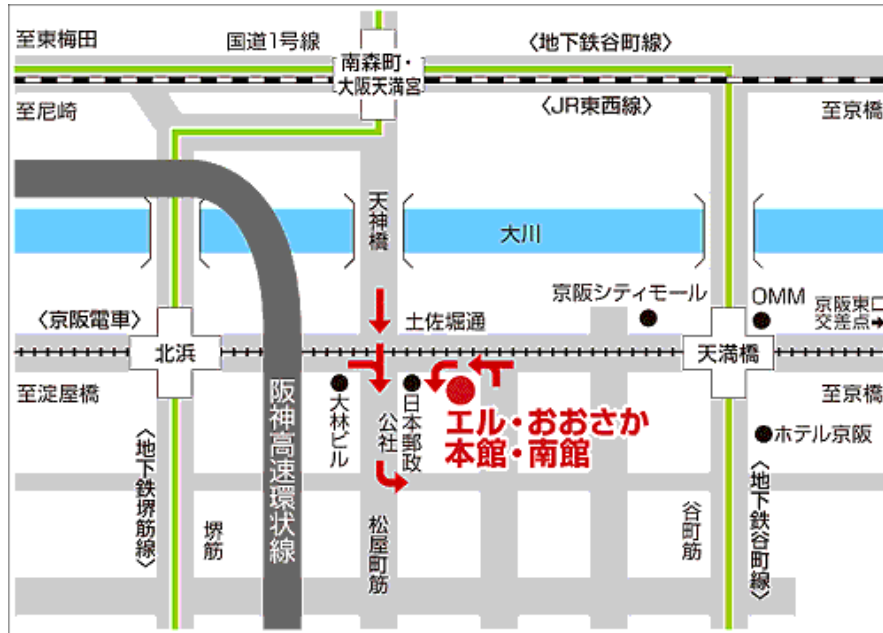 至東梅田
国道1号線
〈地下鉄谷町線〉
南森町・
大阪天満宮
至尼崎
〈JR東西線〉
至京橋
天神橋
大川
京阪シティモール
OMM
京阪東口
交差点➔
〈京阪電車〉
土佐堀通
北浜
天満橋
至淀屋橋
至京橋
大林ビル
公社
日本郵政
エル・おおさか
本館・南館
ホテル京阪
阪神高速環状線
〈地下鉄堺筋線〉
堺筋
松屋町筋
谷町筋
〈地下鉄谷町線〉